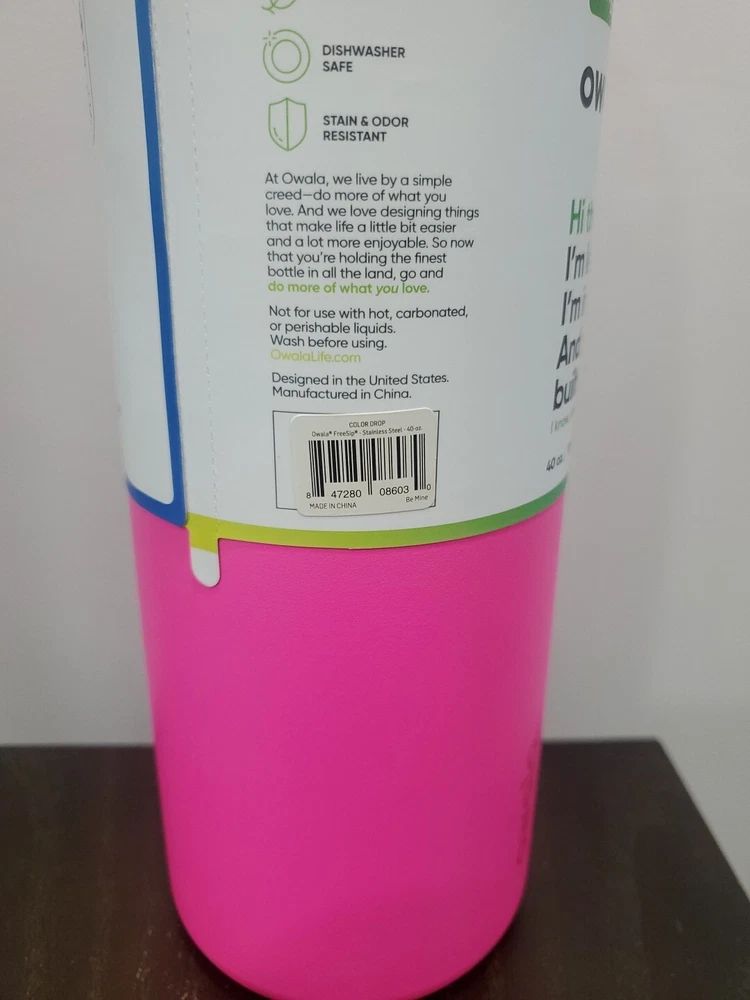 DISHWASHER
SAFE
STAIN & ODOR
RESISTANT
At Owala, we live by a simple
creed—do more of what you
love. And we love designing things
that make life a little bit easier
and a lot more enjoyable. So now
that you're holding the finest
bottle in all the land, go and
do more of what you love.
Not for use with hot, carbonated,
or perishable liquids.
Wash before using.
OwalaLife.com
Designed in the United States.
Manufactured in China.
COLOR DROP
Owala® FreeSip® · Stainless Steel · 40 oz.
8 47280 08603 0
MADE IN CHINA Be Mine
Hi
I'm
I'm
40 oz.